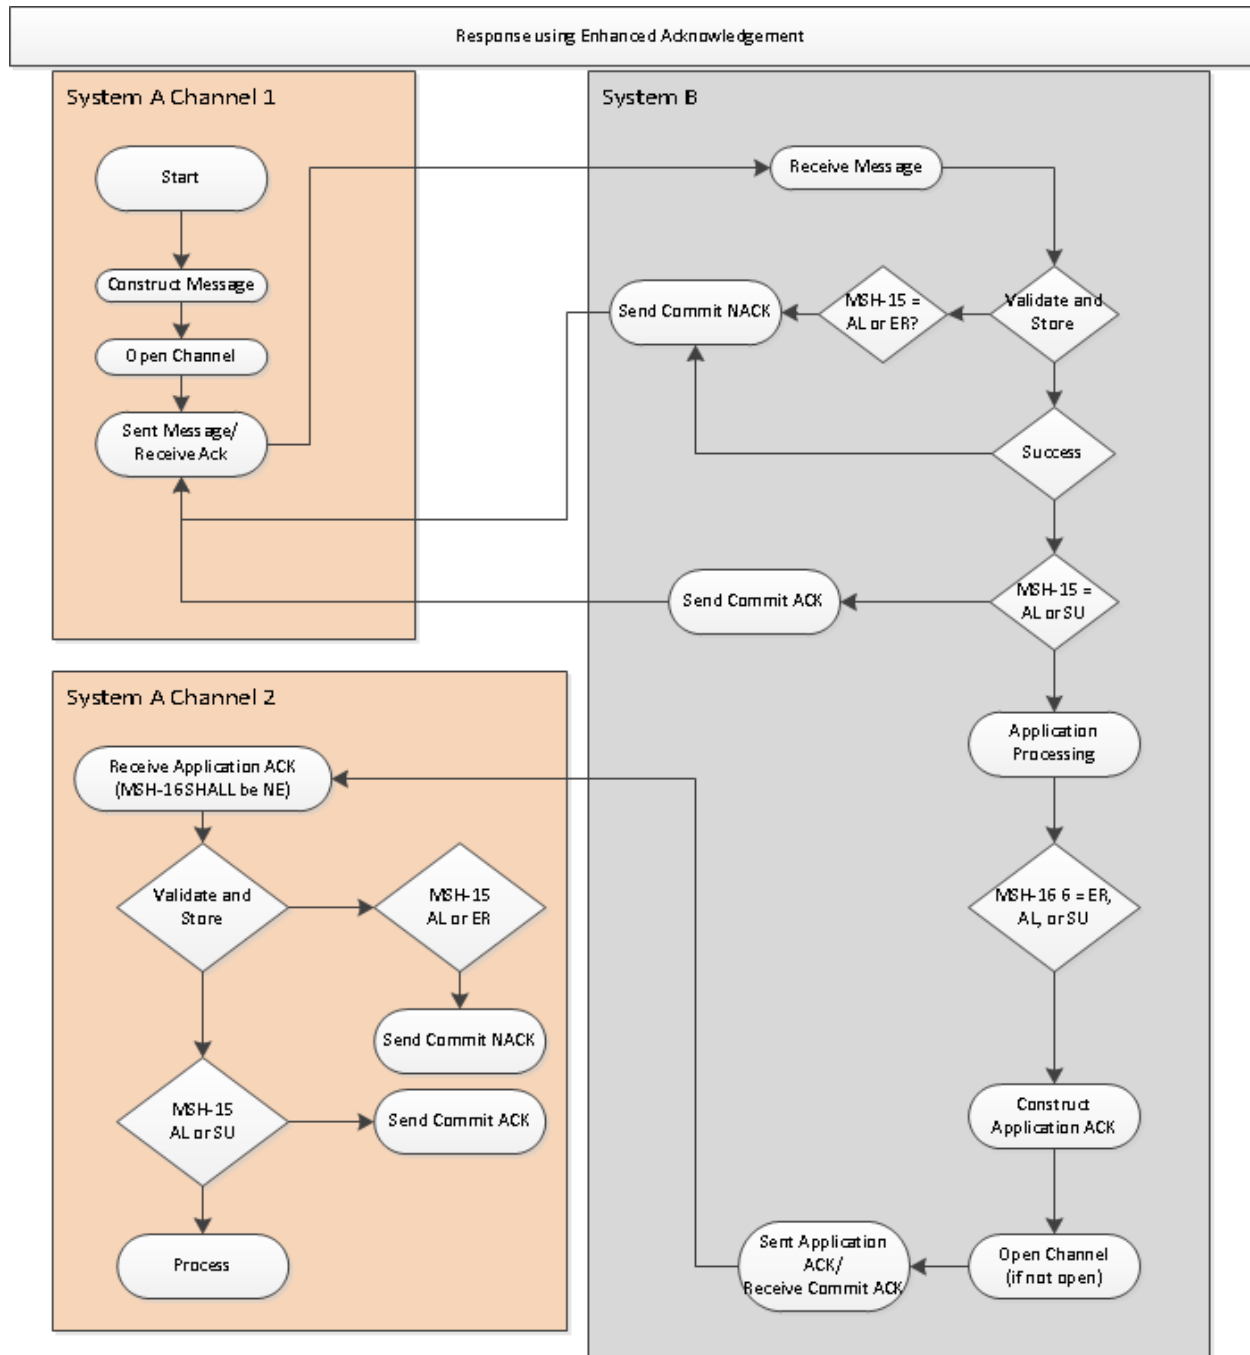 Response using Enhanced Acknowledgement
System A Channel 1
Start
Construct Message
Open Channel
Sent Message/
Receive Ack
System B
Receive Message
Validate and
Store
MSH-15 =
AL or ER?
Send Commit NACK
Success
MSH-15 =
AL or SU
Send Commit ACK
Application
Processing
MSH-16 6 = ER,
AL, or SU
Construct
Application ACK
Open Channel
(if not open)
Sent Application
ACK/
Receive Commit ACK
System A Channel 2
Receive Application ACK
(MSH-16 SHALL be NE)
Validate and
Store
MSH-15
AL or ER
Send Commit NACK
MSH-15
AL or SU
Send Commit ACK
Process